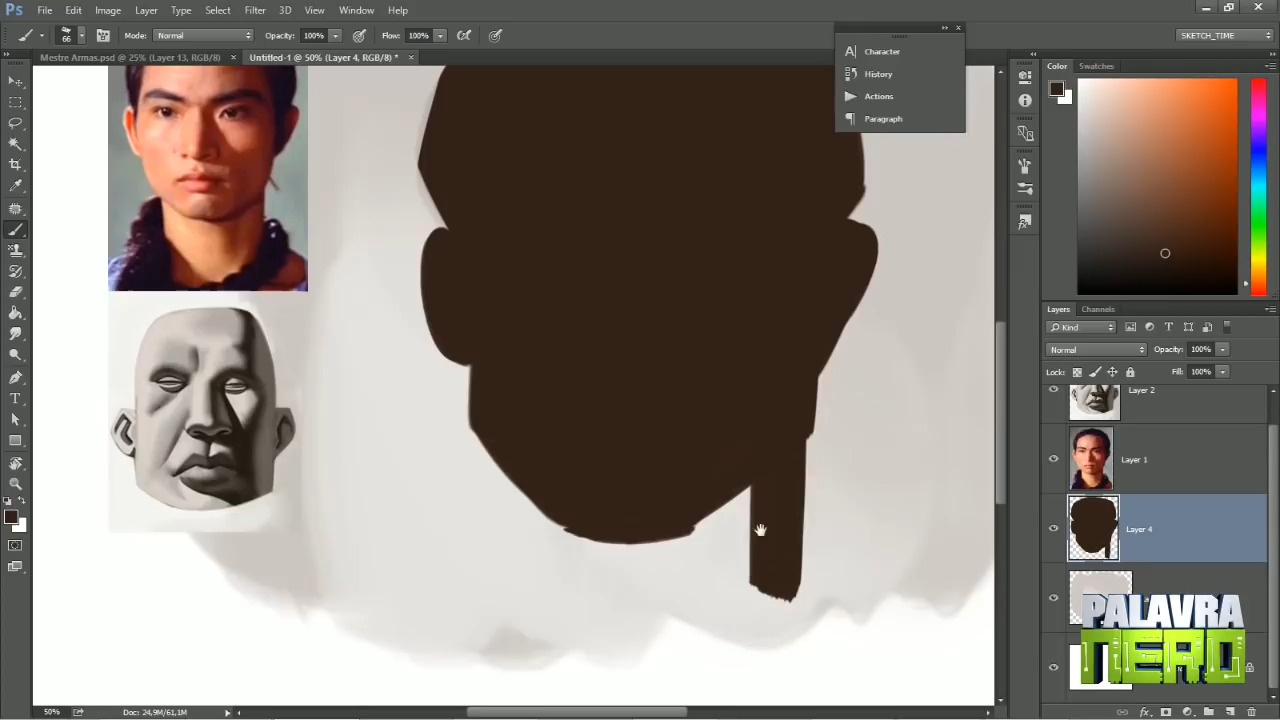 Ps File Edit Image Layer Type Select Filter 3D View Window Help
66 Mode: Normal Opacity: 100% Flow: 100% SKETCH_TIME
Mestre Armas.psd @ 25% (Layer 13, RGB/8) × Untitled-1 @ 50% (Layer 4, RGB/8) * ×
Character
History
Actions
Paragraph
Color Swatches
Layers Channels
Kind
Normal Opacity: 100%
Lock: Fill: 100%
Layer 2
Layer 1
Layer 4
PALAVRA
NERD
50% Doc: 24,9M/61,1M